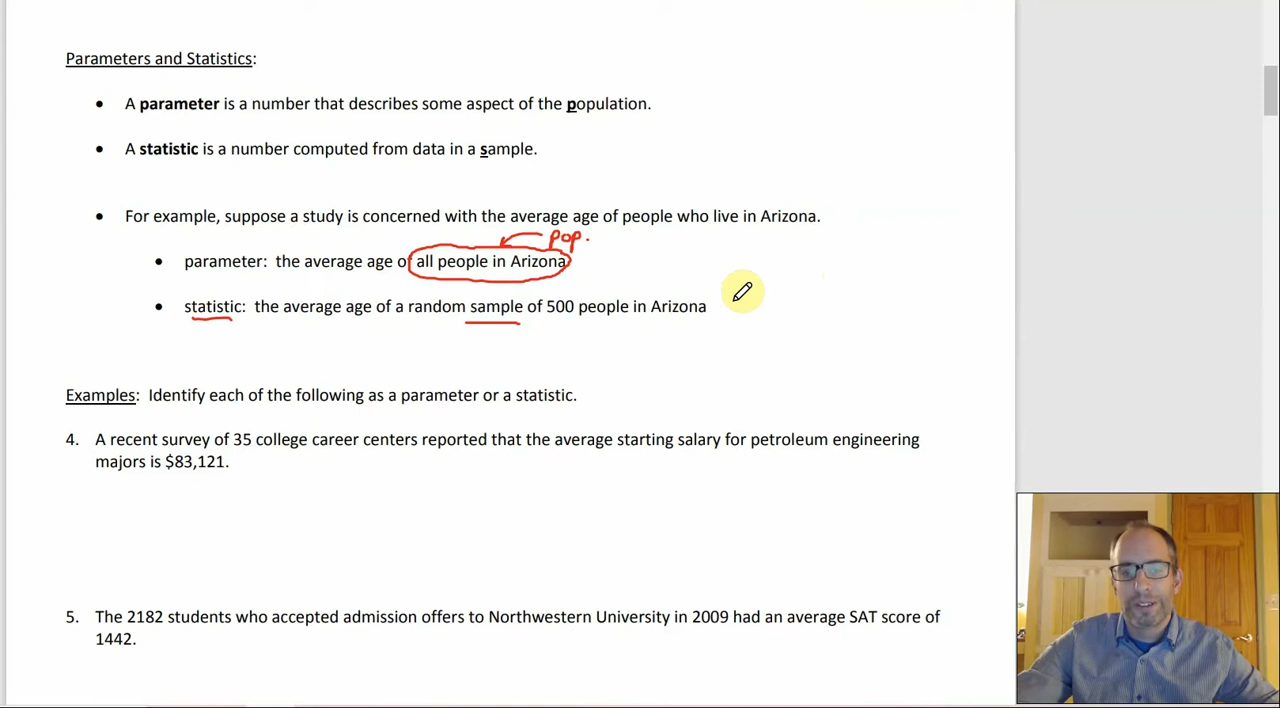 Parameters and Statistics:
• A parameter is a number that describes some aspect of the population.
• A statistic is a number computed from data in a sample.
• For example, suppose a study is concerned with the average age of people who live in Arizona.
pop.
• parameter: the average age of all people in Arizona
• statistic: the average age of a random sample of 500 people in Arizona
Examples: Identify each of the following as a parameter or a statistic.
4. A recent survey of 35 college career centers reported that the average starting salary for petroleum engineering
majors is $83,121.
5. The 2182 students who accepted admission offers to Northwestern University in 2009 had an average SAT score of
1442.